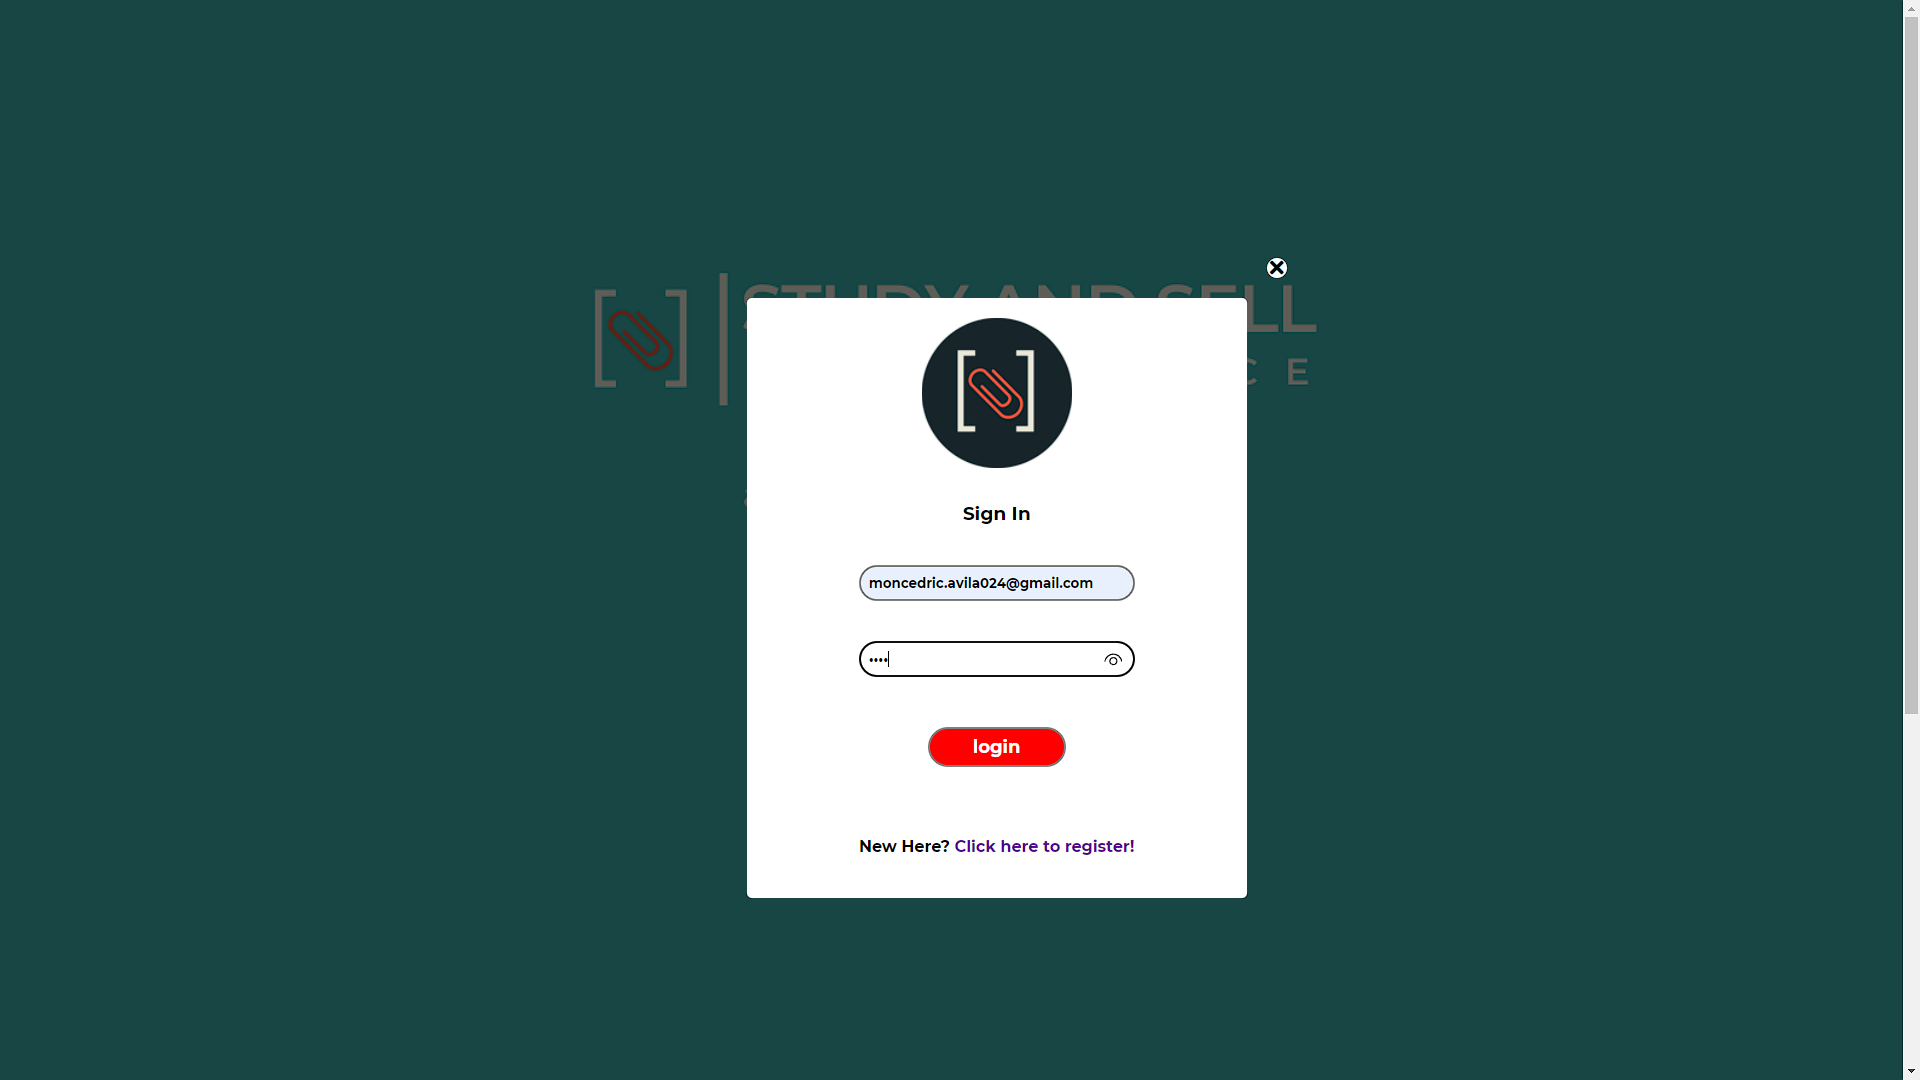 STUDY AND SELL
C E
Sign In
moncedric.avila024@gmail.com
••••
login
New Here? Click here to register!